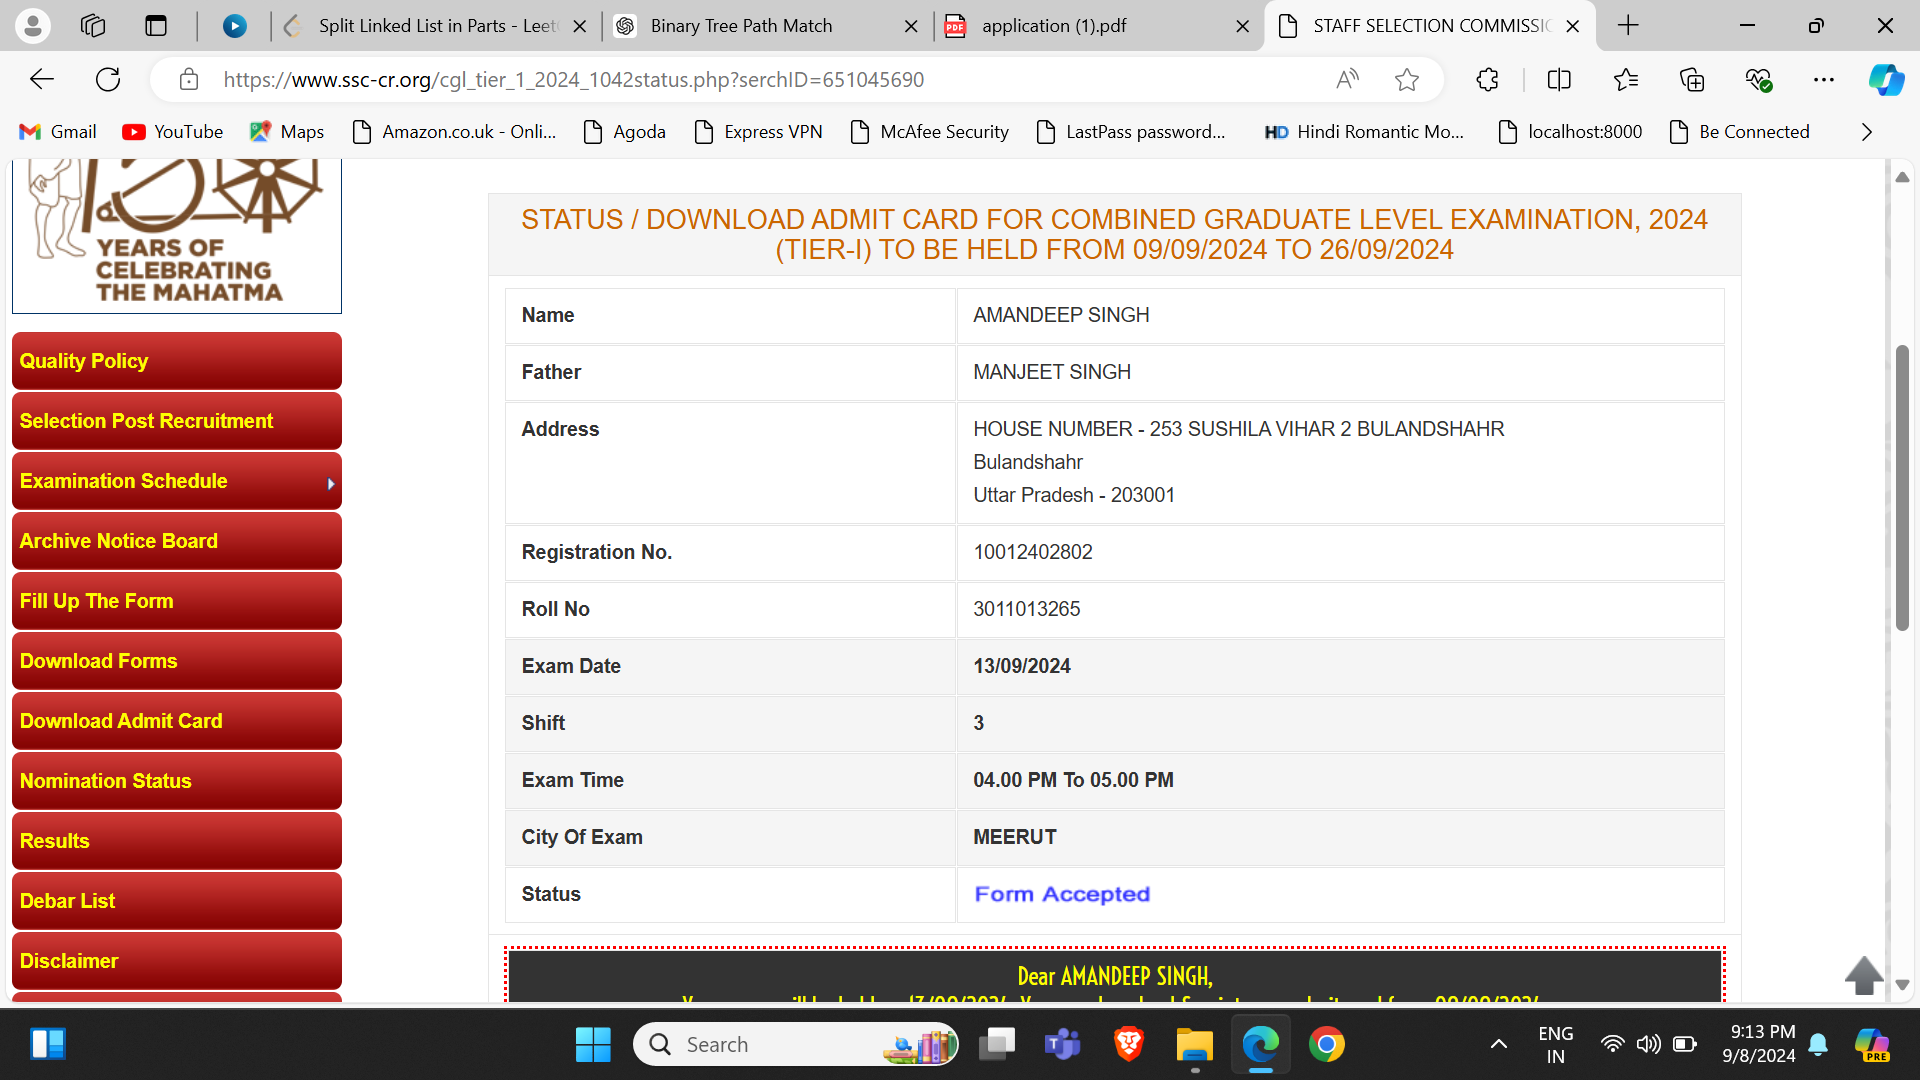 Split Linked List in Parts - Leet
Binary Tree Path Match
application (1).pdf
STAFF SELECTION COMMISSI
https://www.ssc-cr.org/cgl_tier_1_2024_1042status.php?serchID=651045690
Gmail
YouTube
Maps
Amazon.co.uk - Onli...
Agoda
Express VPN
McAfee Security
LastPass password...
HD Hindi Romantic Mo...
localhost:8000
Be Connected
YEARS OF
CELEBRATING
THE MAHATMA
Quality Policy
Selection Post Recruitment
Examination Schedule
Archive Notice Board
Fill Up The Form
Download Forms
Download Admit Card
Nomination Status
Results
Debar List
Disclaimer
STATUS / DOWNLOAD ADMIT CARD FOR COMBINED GRADUATE LEVEL EXAMINATION, 2024
(TIER-I) TO BE HELD FROM 09/09/2024 TO 26/09/2024
Name AMANDEEP SINGH
Father MANJEET SINGH
Address HOUSE NUMBER - 253 SUSHILA VIHAR 2 BULANDSHAHR
Bulandshahr
Uttar Pradesh - 203001
Registration No. 10012402802
Roll No 3011013265
Exam Date 13/09/2024
Shift 3
Exam Time 04.00 PM To 05.00 PM
City Of Exam MEERUT
Status Form Accepted
Dear AMANDEEP SINGH,
Search
ENG
IN
9:13 PM
9/8/2024
PRE